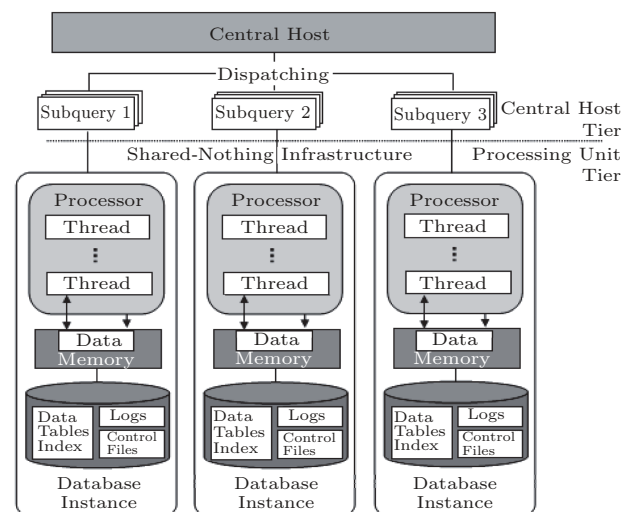 Central Host
Dispatching
Subquery 1
Subquery 2
Subquery 3
Central Host
Tier
Shared-Nothing Infrastructure
Processing Unit
Tier
Processor
Thread
⋮
Thread
Data
Memory
Data
Tables
Index
Logs
Control
Files
Database
Instance
Processor
Thread
⋮
Thread
Data
Memory
Data
Tables
Index
Logs
Control
Files
Database
Instance
Processor
Thread
⋮
Thread
Data
Memory
Data
Tables
Index
Logs
Control
Files
Database
Instance